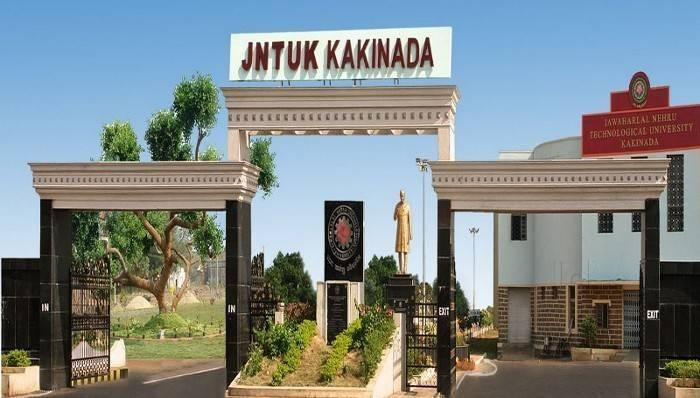 JNTUK KAKINADA
JAWAHARLAL NEHRU
TECHNOLOGICAL UNIVERSITY
KAKINADA
IN
IN
EXIT
EXIT